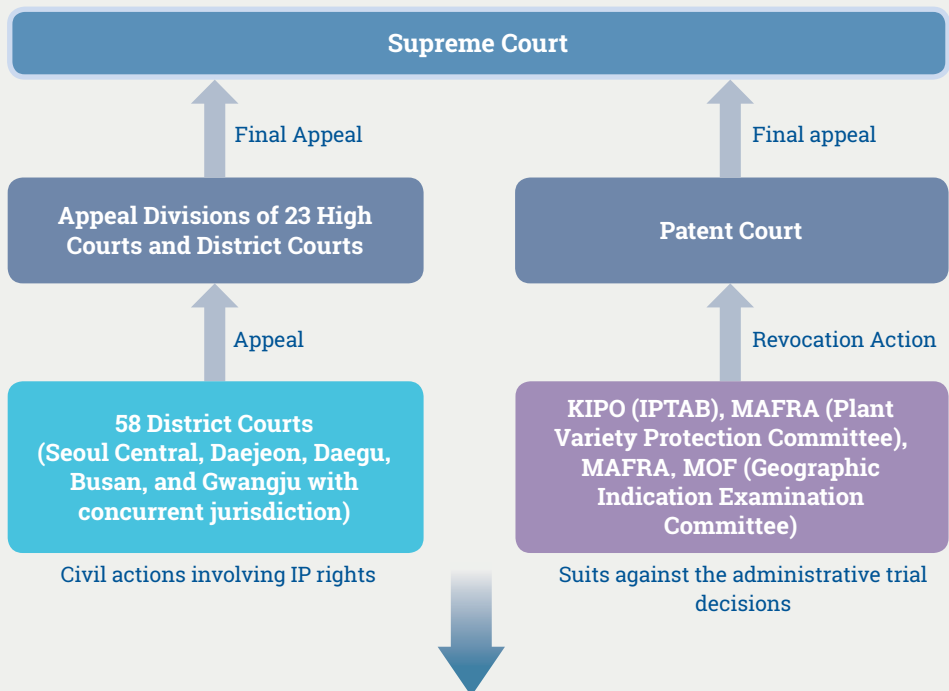 Supreme Court
Final Appeal
Final appeal
Appeal Divisions of 23 High
Courts and District Courts
Patent Court
Appeal
Revocation Action
58 District Courts
(Seoul Central, Daejeon, Daegu,
Busan, and Gwangju with
concurrent jurisdiction)
KIPO (IPTAB), MAFRA (Plant
Variety Protection Committee),
MAFRA, MOF (Geographic
Indication Examination
Committee)
Civil actions involving IP rights
Suits against the administrative trial
decisions